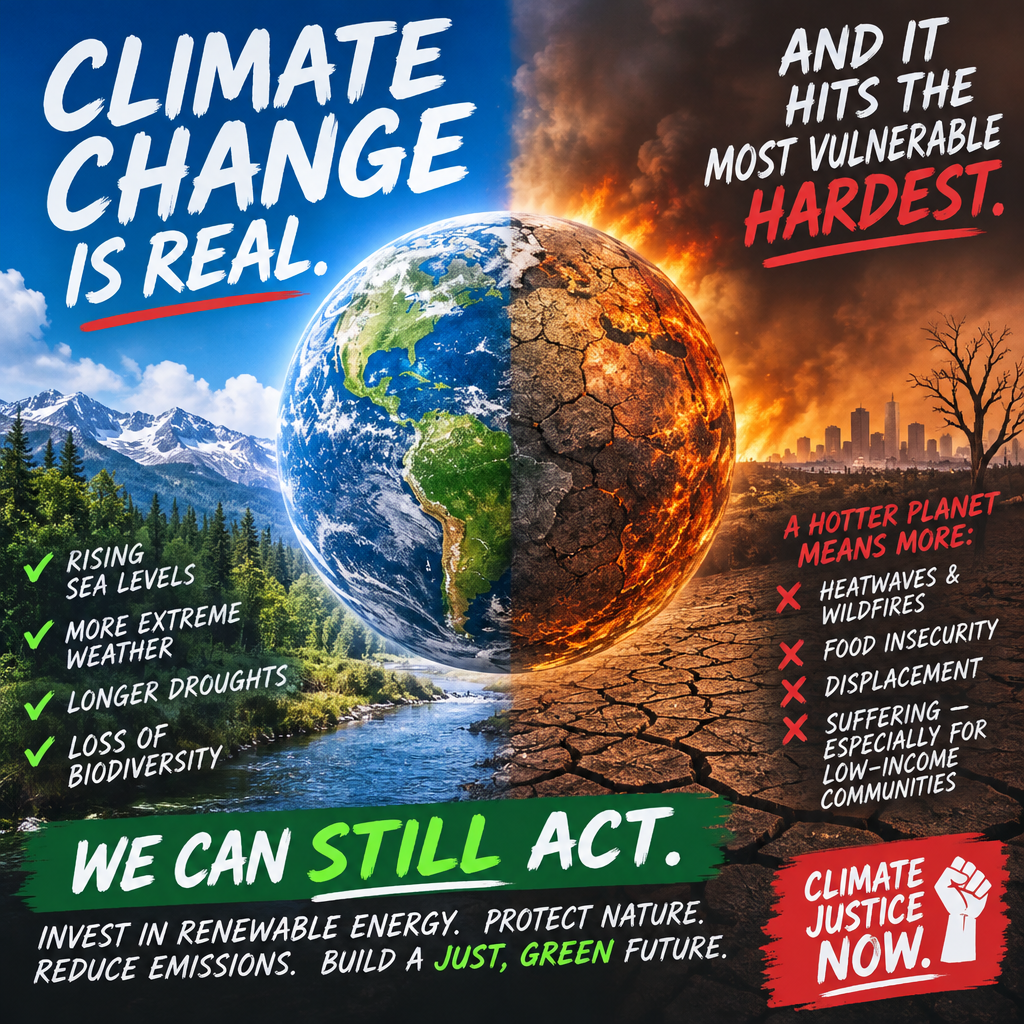 CLIMATE
CHANGE
IS REAL.
AND IT
HITS THE
MOST VULNERABLE
HARDEST.
RISING
SEA LEVELS
MORE EXTREME
WEATHER
LONGER DROUGHTS
LOSS OF
BIODIVERSITY
A HOTTER PLANET
MEANS MORE:
HEATWAVES &
WILDFIRES
FOOD INSECURITY
DISPLACEMENT
SUFFERING —
ESPECIALLY FOR
LOW-INCOME
COMMUNITIES
WE CAN STILL ACT.
INVEST IN RENEWABLE ENERGY. PROTECT NATURE.
REDUCE EMISSIONS. BUILD A JUST, GREEN FUTURE.
CLIMATE
JUSTICE
NOW.